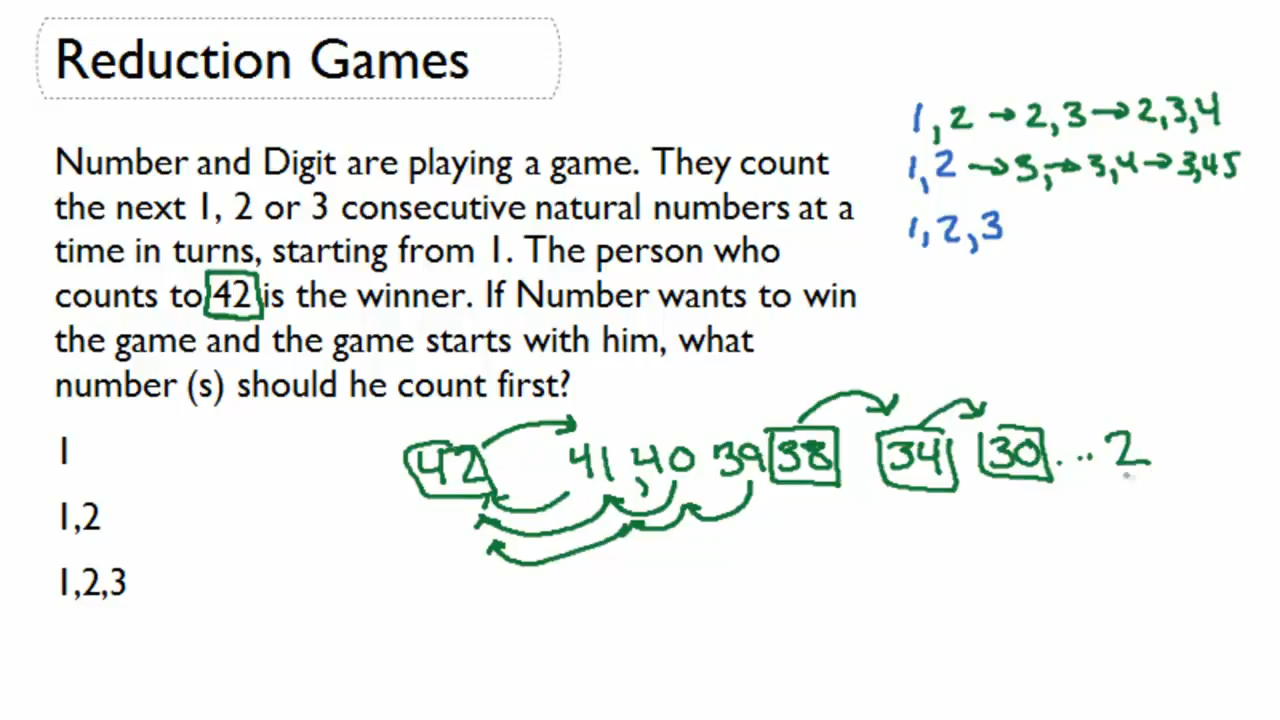 Reduction Games
1, 2 → 2, 3 → 2,3,4
Number and Digit are playing a game. They count
1, 2 → 3, → 3,4 → 3,45
the next 1, 2 or 3 consecutive natural numbers at a
1, 2, 3
time in turns, starting from 1. The person who
counts to 42 is the winner. If Number wants to win
the game and the game starts with him, what
number (s) should he count first?
1
42 41 , 40 39 38 34 30 ... 2
1,2
1,2,3